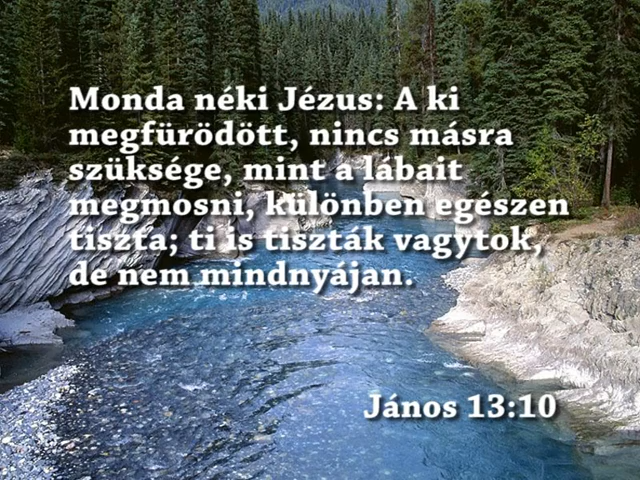 Monda néki Jézus: A ki
megfürödött, nincs másra
szüksége, mint a lábait
megmosni, különben egészen
tiszta; ti is tiszták vagytok,
de nem mindnyájan.
János 13:10